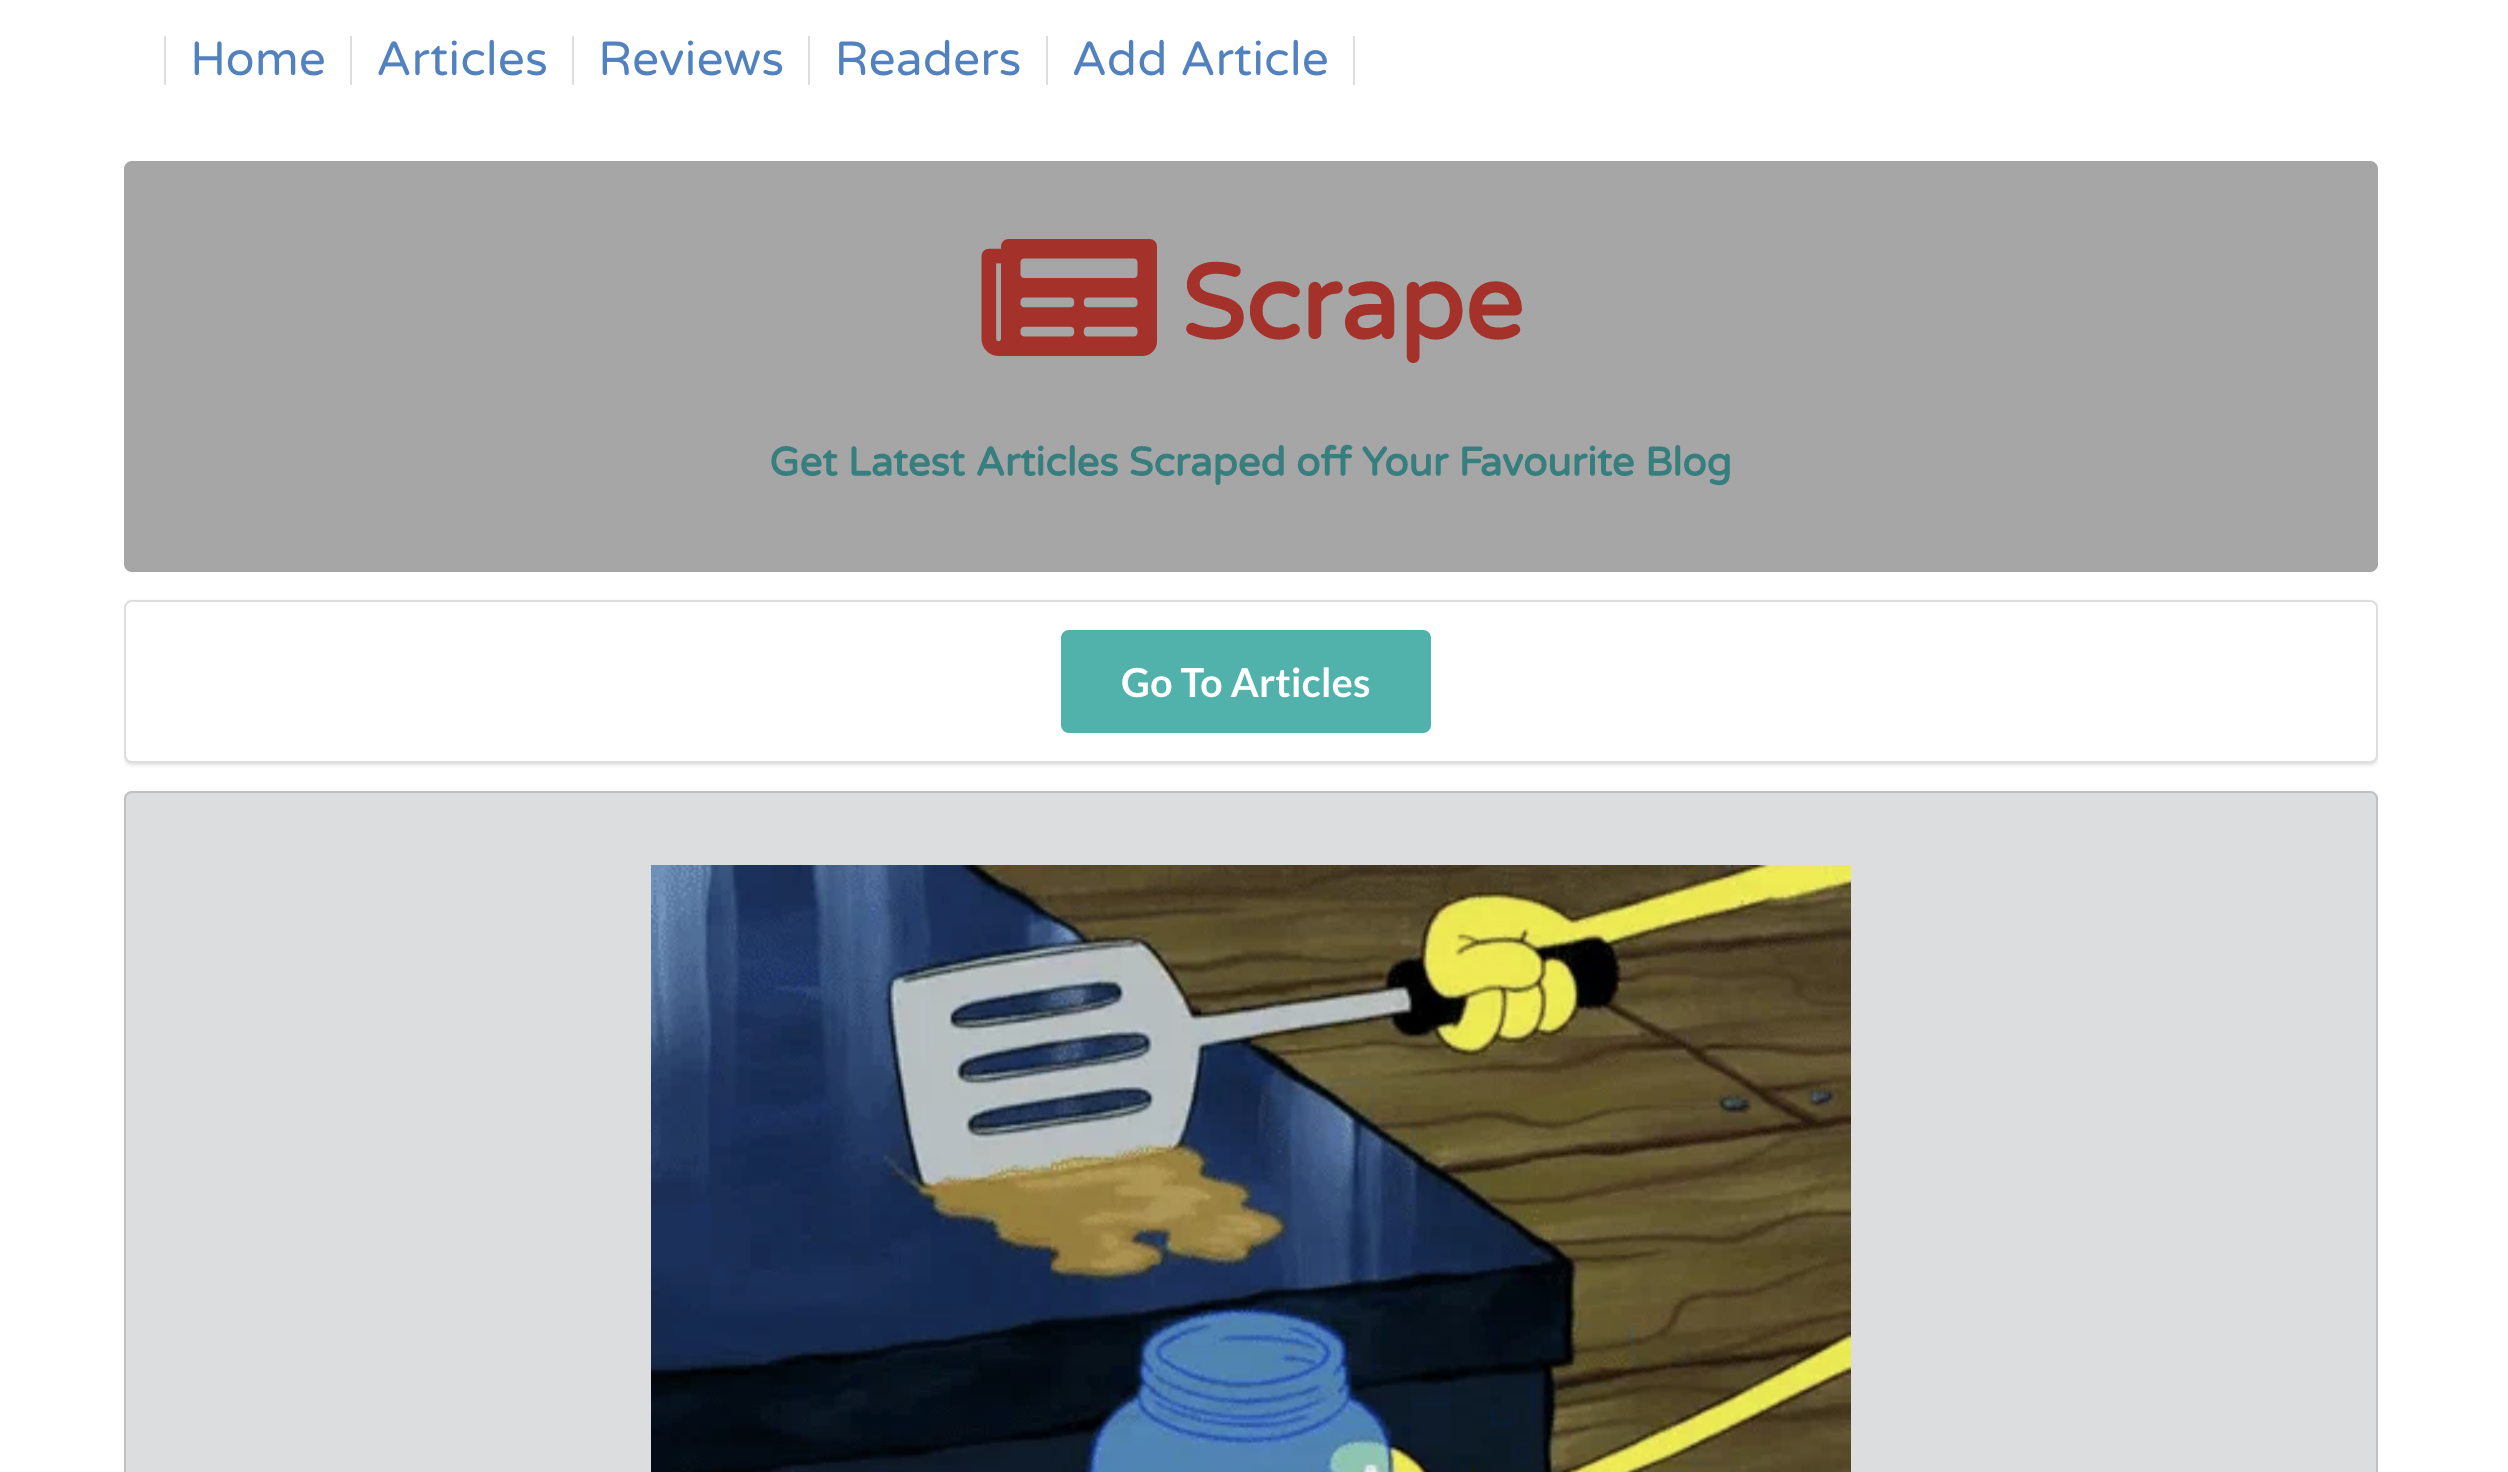 Home Articles Reviews Readers Add Article
Scrape
Get Latest Articles Scraped off Your Favourite Blog
Go To Articles